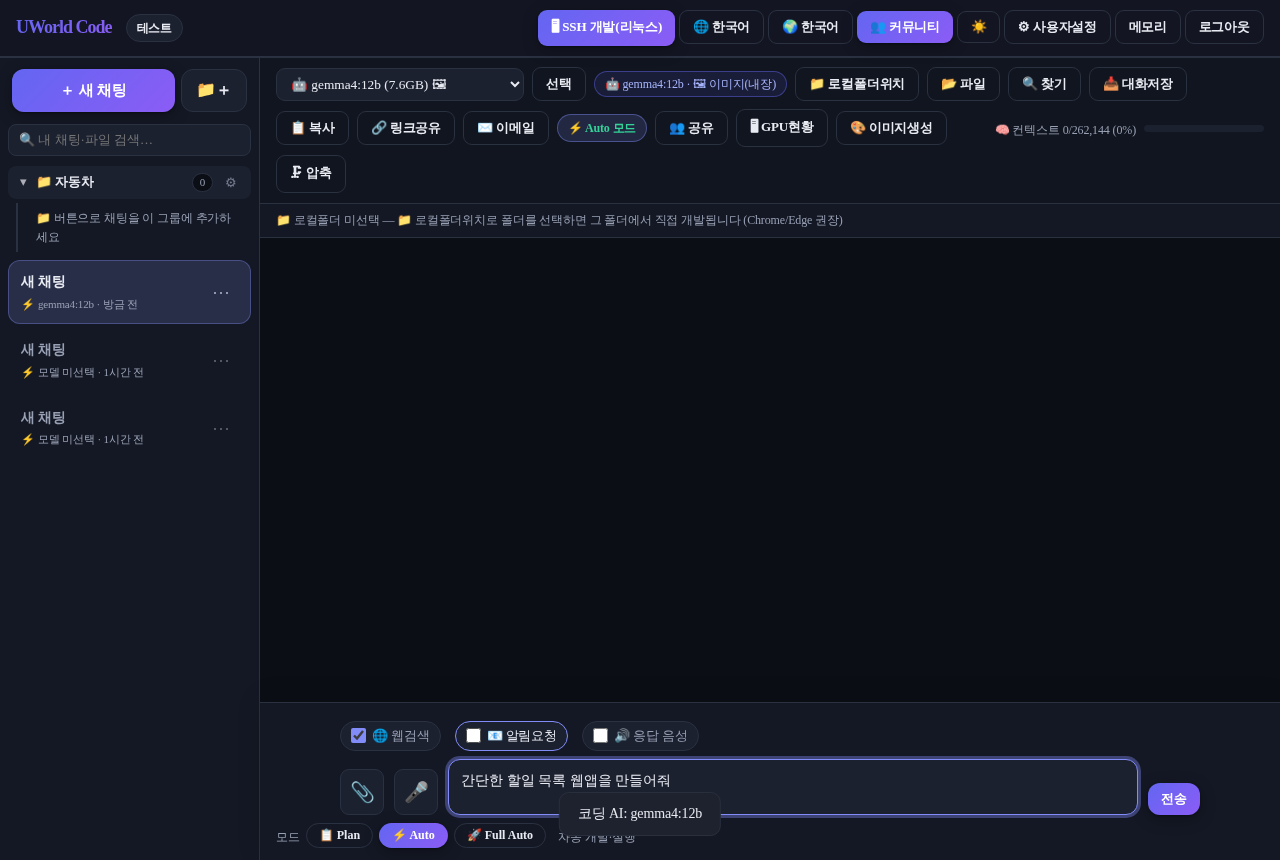 UWorld Code 테스트
🖥 SSH 개발(리눅스) 🌐 한국어 🌍 한국어 👥 커뮤니티 ☀️ ⚙ 사용자설정 메모리 로그아웃
＋ 새 채팅 📁＋
🔍 내 채팅·파일 검색…
▾ 📁 자동차 0 ⚙
📁 버튼으로 채팅을 이 그룹에 추가하
세요
새 채팅 …
⚡ gemma4:12b · 방금 전
새 채팅 …
⚡ 모델 미선택 · 1시간 전
새 채팅 …
⚡ 모델 미선택 · 1시간 전
🤖 gemma4:12b (7.6GB) 🖼 선택 🤖 gemma4:12b · 🖼 이미지(내장) 📁 로컬폴더위치 📂 파일 🔍 찾기 📥 대화저장
📋 복사 🔗 링크공유 ✉️ 이메일 ⚡ Auto 모드 👥 공유 🖥 GPU현황 🎨 이미지생성 🧠 컨텍스트 0/262,144 (0%)
🗜 압축
📁 로컬폴더 미선택 — 📁 로컬폴더위치로 폴더를 선택하면 그 폴더에서 직접 개발됩니다 (Chrome/Edge 권장)
🌐 웹검색 📧 알림요청 🔊 응답 음성
📎 🎤 간단한 할일 목록 웹앱을 만들어줘 전송
코딩 AI: gemma4:12b
모드 📋 Plan ⚡ Auto 🚀 Full Auto 자동 개발·실행